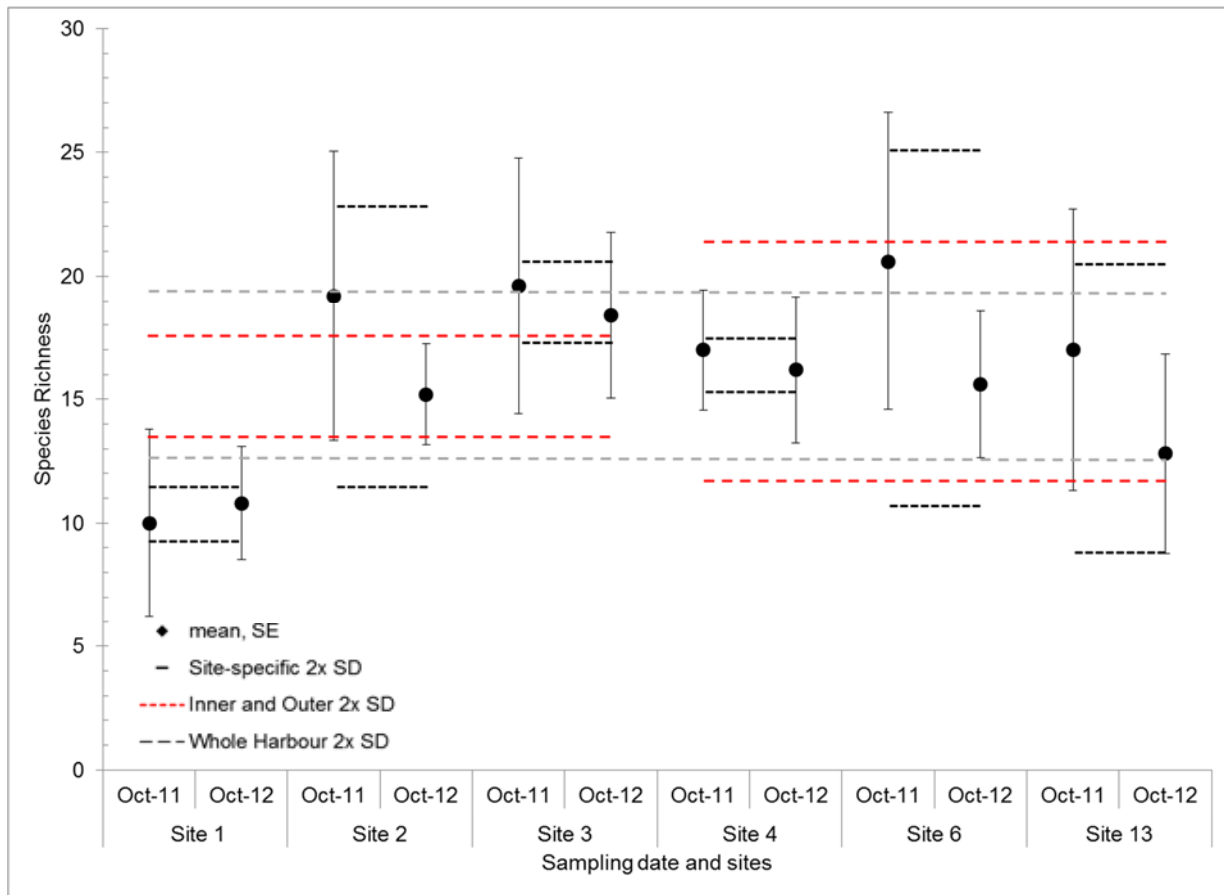 30
25
20
15
10
5
0
Species Richness
mean, SE
Site-specific 2x SD
Inner and Outer 2x SD
Whole Harbour 2x SD
Oct-11 Oct-12 Oct-11 Oct-12 Oct-11 Oct-12 Oct-11 Oct-12 Oct-11 Oct-12 Oct-11 Oct-12
Site 1 Site 2 Site 3 Site 4 Site 6 Site 13
Sampling date and sites